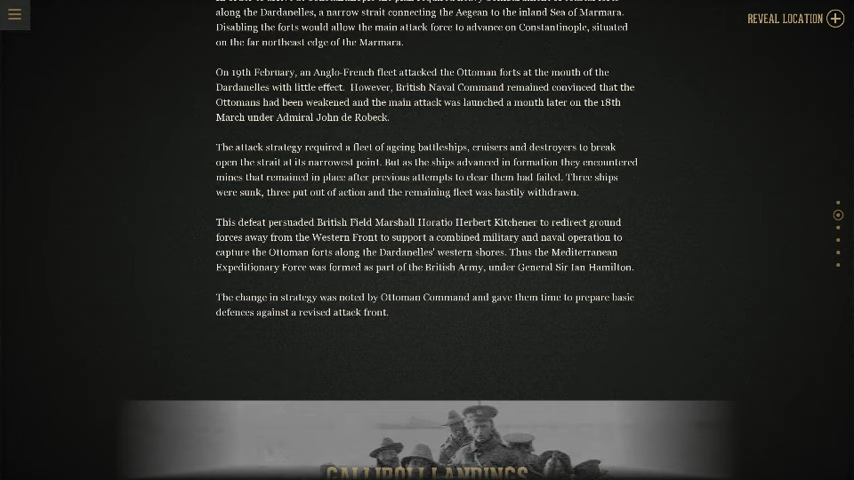 REVEAL LOCATION
along the Dardanelles, a narrow strait connecting the Aegean to the inland Sea of Marmara.
Disabling the forts would allow the main attack force to advance on Constantinople, situated
on the far northeast edge of the Marmara.
On 19th February, an Anglo-French fleet attacked the Ottoman forts at the mouth of the
Dardanelles with little effect. However, British Naval Command remained convinced that the
Ottomans had been weakened and the main attack was launched a month later on the 18th
March under Admiral John de Robeck.
The attack strategy required a fleet of ageing battleships, cruisers and destroyers to break
open the strait at its narrowest point. But as the ships advanced in formation they encountered
mines that remained in place after previous attempts to clear them had failed. Three ships
were sunk, three put out of action and the remaining fleet was hastily withdrawn.
This defeat persuaded British Field Marshall Horatio Herbert Kitchener to redirect ground
forces away from the Western Front to support a combined military and naval operation to
capture the Ottoman forts along the Dardanelles' western shores. Thus the Mediterranean
Expeditionary Force was formed as part of the British Army, under General Sir Ian Hamilton.
The change in strategy was noted by Ottoman Command and gave them time to prepare basic
defences against a revised attack front.
GALLIPOLI LANDINGS